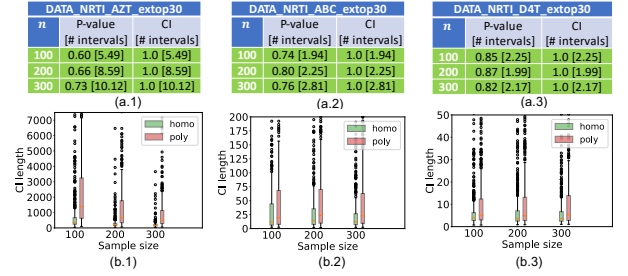 DATA_NRTI_AZT_extop30
n P-value CI
[# intervals] [# intervals]
100 0.60 [5.49] 1.0 [5.49]
200 0.66 [8.59] 1.0 [8.59]
300 0.73 [10.12] 1.0 [10.12]
(a.1)
DATA_NRTI_ABC_extop30
n P-value CI
[# intervals] [# intervals]
100 0.74 [1.94] 1.0 [1.94]
200 0.80 [2.25] 1.0 [2.25]
300 0.76 [2.81] 1.0 [2.81]
(a.2)
DATA_NRTI_D4T_extop30
n P-value CI
[# intervals] [# intervals]
100 0.85 [2.25] 1.0 [2.25]
200 0.87 [1.99] 1.0 [1.99]
300 0.82 [2.17] 1.0 [2.17]
(a.3)
CI length
7000
6000
5000
4000
3000
2000
1000
0
homo
poly
100 200 300
Sample size
(b.1)
CI length
200
175
150
125
100
75
50
25
0
homo
poly
100 200 300
Sample size
(b.2)
CI length
50
40
30
20
10
0
homo
poly
100 200 300
Sample size
(b.3)